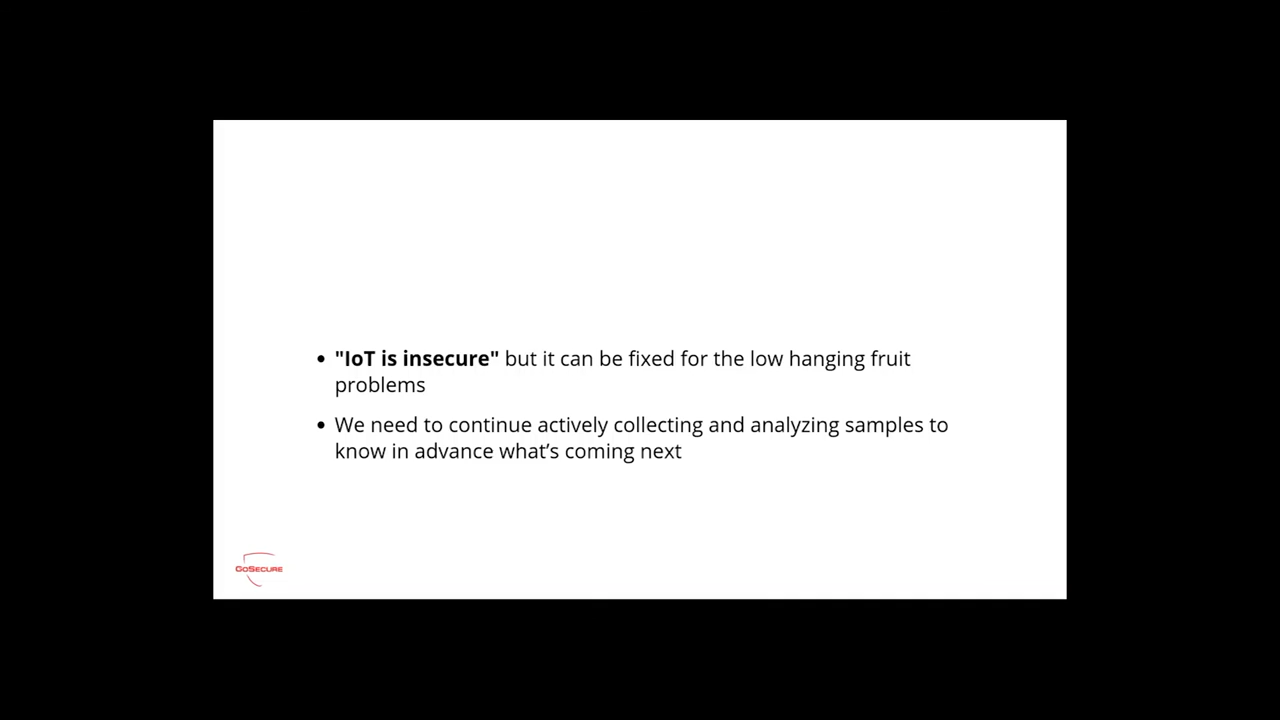 • "IoT is insecure" but it can be fixed for the low hanging fruit
problems
• We need to continue actively collecting and analyzing samples to
know in advance what’s coming next
GoSecure